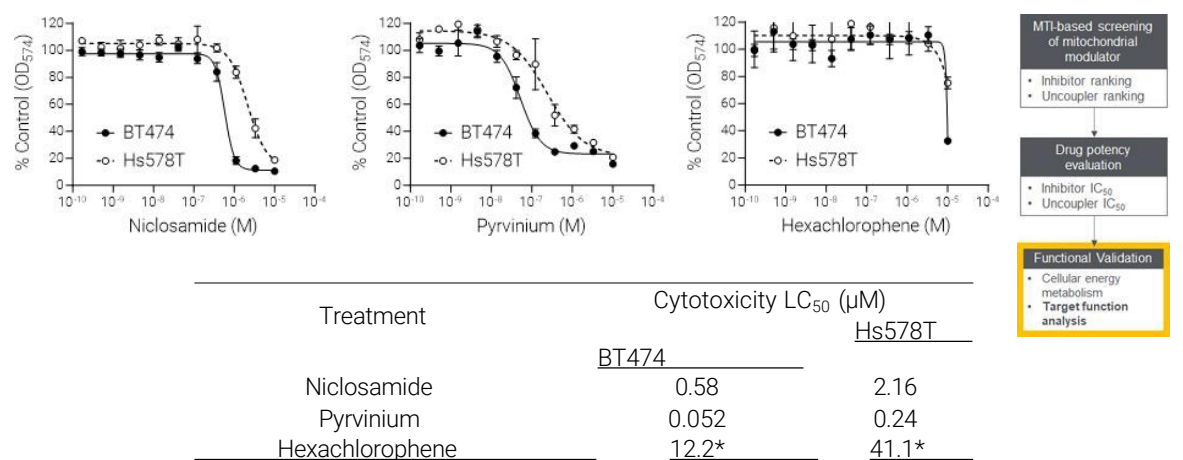 120
100
80
60
40
20
0
% Control (OD574)
BT474
Hs578T
10-10 10-9 10-8 10-7 10-6 10-5 10-4
Niclosamide (M)
120
100
80
60
40
20
0
% Control (OD574)
BT474
Hs578T
10-10 10-9 10-8 10-7 10-6 10-5 10-4
Pyrvinium (M)
120
100
80
60
40
20
0
% Control (OD574)
BT474
Hs578T
10-10 10-9 10-8 10-7 10-6 10-5 10-4
Hexachlorophene (M)
MTI-based screening
of mitochondrial
modulator
• Inhibitor ranking
• Uncoupler ranking
Drug potency
evaluation
• Inhibitor IC50
• Uncoupler IC50
Functional Validation
• Cellular energy
metabolism
• Target function
analysis
Treatment Cytotoxicity LC50 (µM)
Hs578T
BT474
Niclosamide 0.58 2.16
Pyrvinium 0.052 0.24
Hexachlorophene 12.2* 41.1*